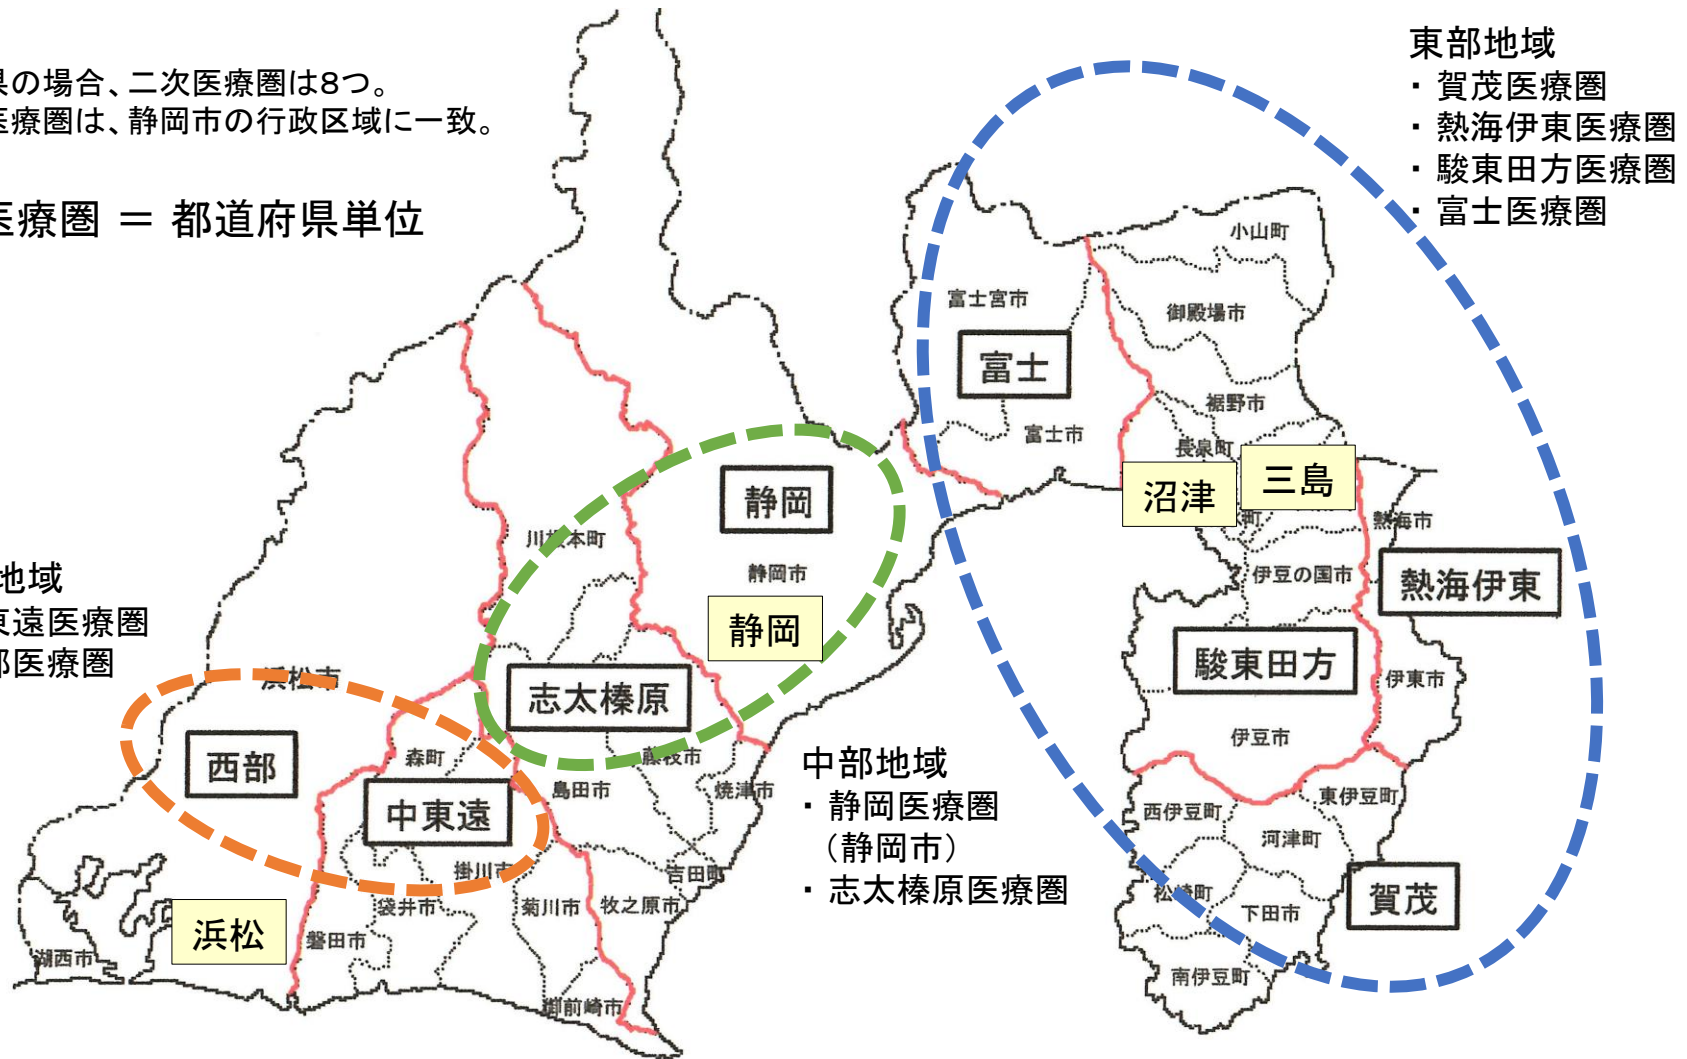 県の場合、二次医療圏は8つ。
医療圏は、静岡市の行政区域に一致。
医療圏 ＝ 都道府県単位
東部地域
・ 賀茂医療圏
・ 熱海伊東医療圏
・ 駿東田方医療圏
・ 富士医療圏
小山町
富士宮市
御殿場市
富士
裾野市
富士市
長泉町
三島
沼津
静岡
町
熱海市
川根本町
静岡市
伊豆の国市
熱海伊東
地域
東遠医療圏
部医療圏
静岡
駿東田方
浜松市
志太榛原
伊東市
伊豆市
西部
森町
藤枝市
中部地域
・ 静岡医療圏
（静岡市）
・ 志太榛原医療圏
島田市
焼津市
中東遠
西伊豆町
東伊豆町
河津町
掛川市
吉田町
松崎町
賀茂
袋井市
菊川市
牧之原市
下田市
浜松
磐田市
湖西市
南伊豆町
御前崎市